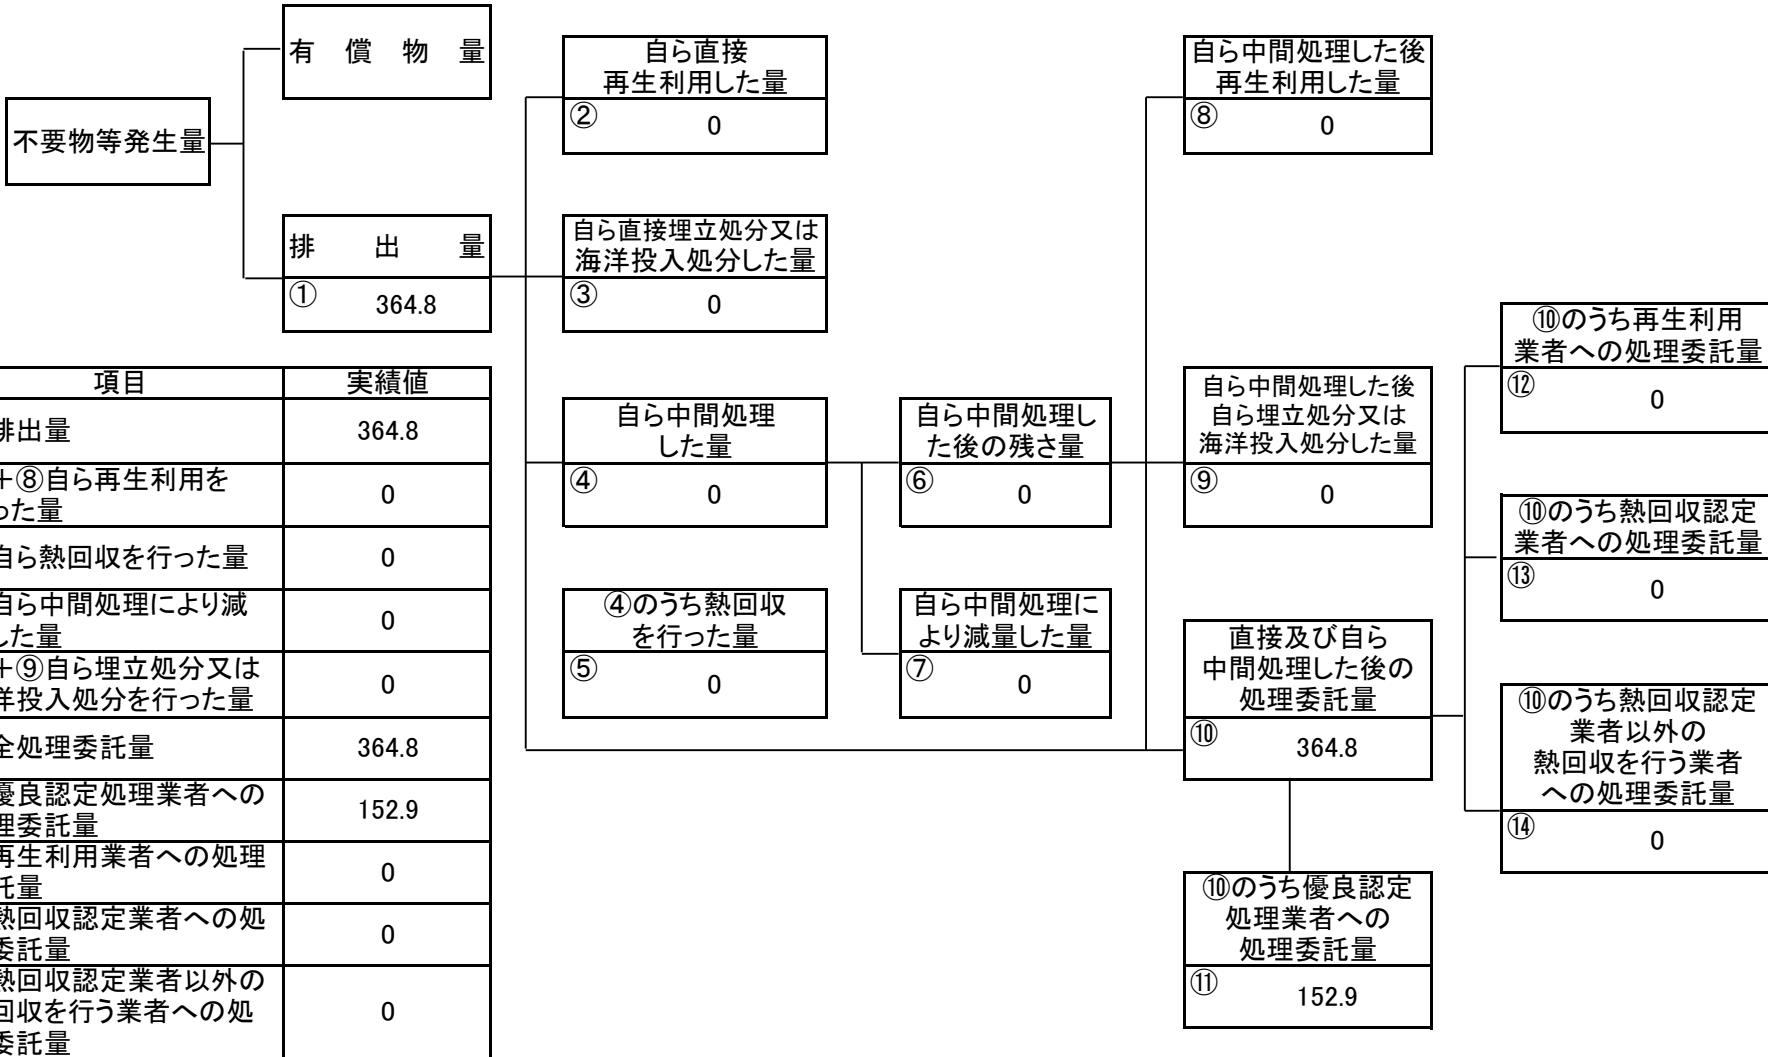 有 償 物 量
不要物等発生量
排 出 量
① 364.8
自ら直接
再生利用した量
② 0
自ら直接埋立処分又は
海洋投入処分した量
③ 0
自ら中間処理
した量
④ 0
④のうち熱回収
を行った量
⑤ 0
自ら中間処理し
た後の残さ量
⑥ 0
自ら中間処理に
より減量した量
⑦ 0
自ら中間処理した後
再生利用した量
⑧ 0
自ら中間処理した後
自ら埋立処分又は
海洋投入処分した量
⑨ 0
直接及び自ら
中間処理した後の
処理委託量
⑩ 364.8
⑩のうち優良認定
処理業者への
処理委託量
⑪ 152.9
⑩のうち再生利用
業者への処理委託量
⑫ 0
⑩のうち熱回収認定
業者への処理委託量
⑬ 0
⑩のうち熱回収認定
業者以外の
熱回収を行う業者
への処理委託量
⑭ 0
項目 実績値
排出量 364.8
+⑧自ら再生利用を
った量 0
自ら熱回収を行った量 0
自ら中間処理により減
した量 0
+⑨自ら埋立処分又は
洋投入処分を行った量 0
全処理委託量 364.8
優良認定処理業者への
理委託量 152.9
再生利用業者への処理
託量 0
熱回収認定業者への処
委託量 0
熱回収認定業者以外の
回収を行う業者への処
委託量 0